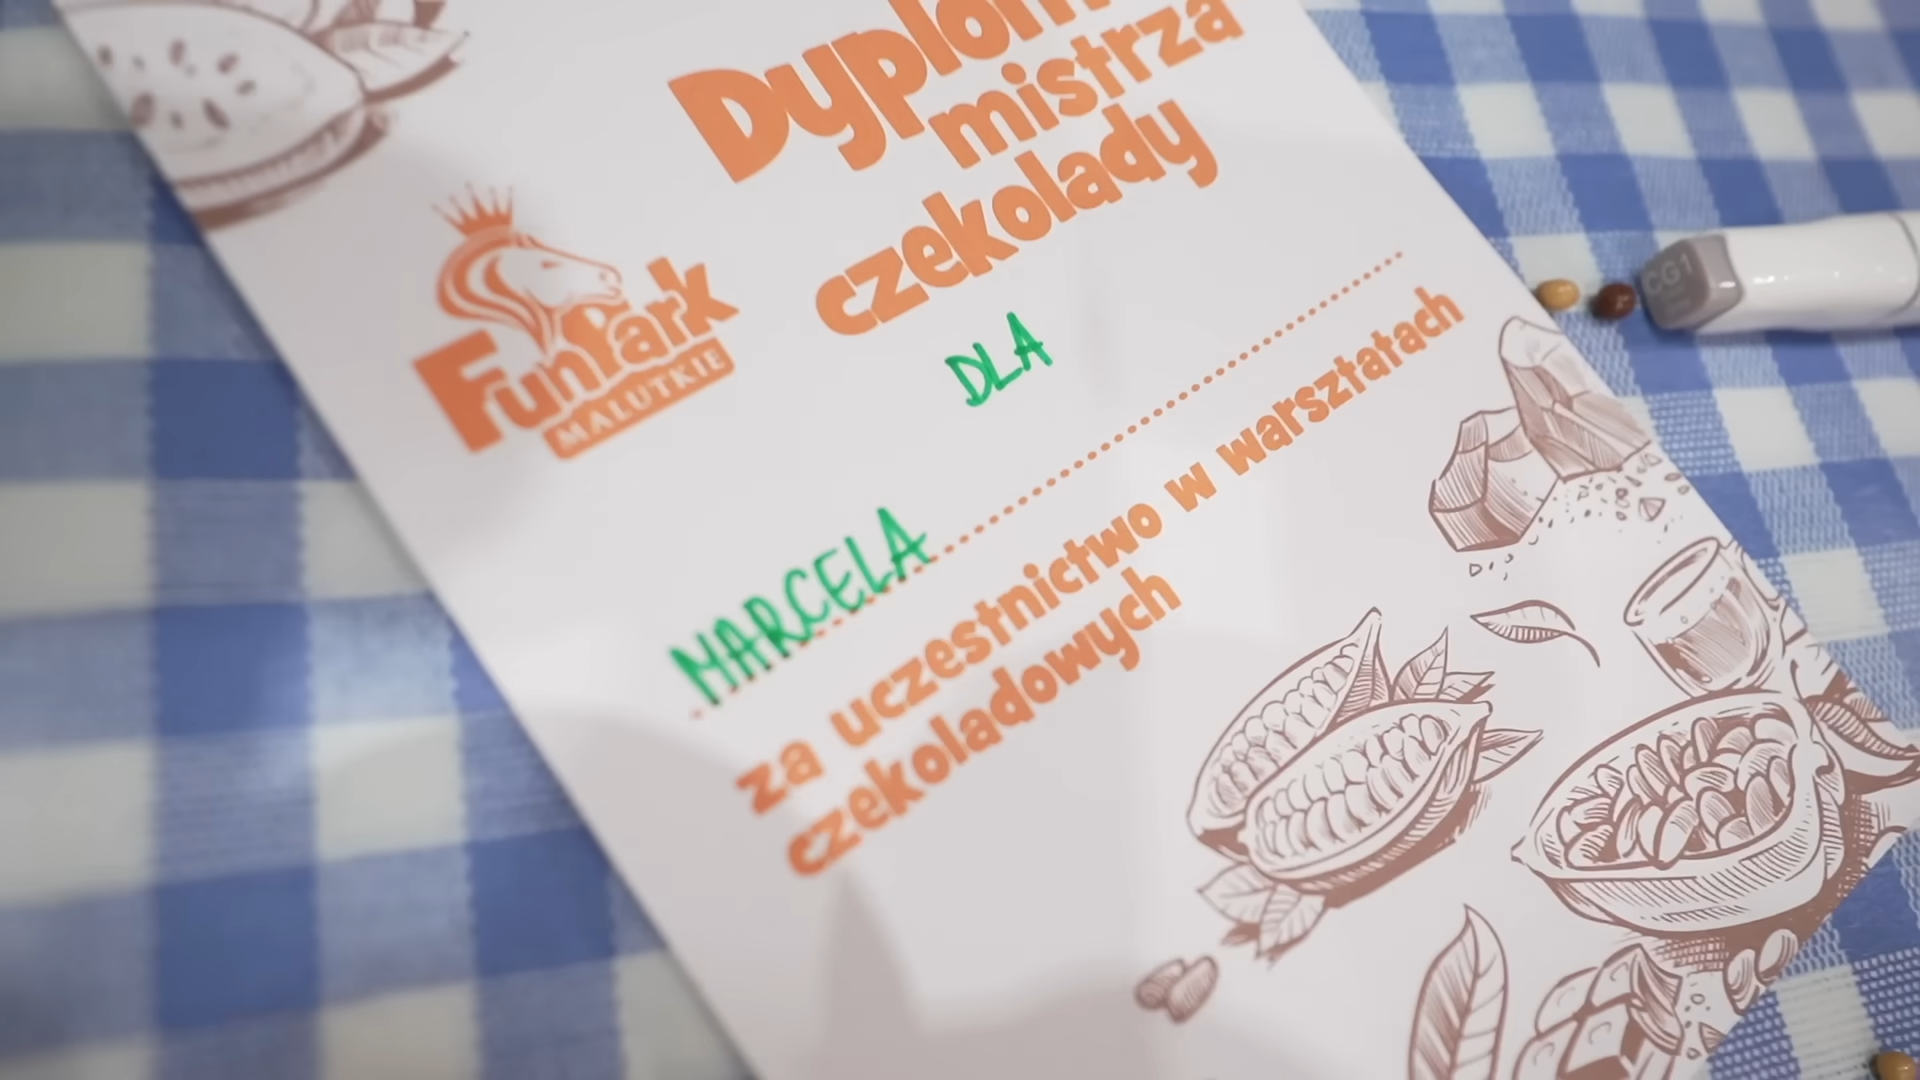 Dyplom
mistrza
czekolady
FunPark
MALUTKIE
DLA
MARCELA
za uczestnictwo w warsztatach
czekoladowych
CG1